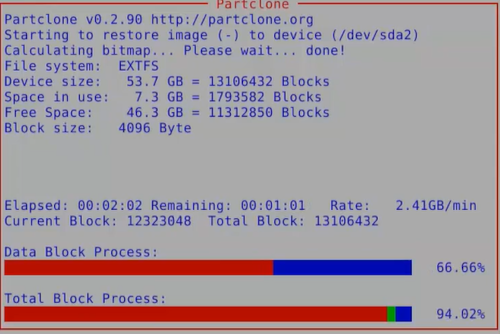 Partclone
Partclone v0.2.90 http://partclone.org
Starting to restore image (-) to device (/dev/sda2)
Calculating bitmap... Please wait... done!
File system:  EXTFS
Device size:   53.7 GB = 13106432 Blocks
Space in use:   7.3 GB = 1793582 Blocks
Free Space:    46.3 GB = 11312850 Blocks
Block size:   4096 Byte
Elapsed: 00:02:02 Remaining: 00:01:01   Rate:   2.41GB/min
Current Block: 12323048  Total Block: 13106432
Data Block Process:
66.66%
Total Block Process:
94.02%